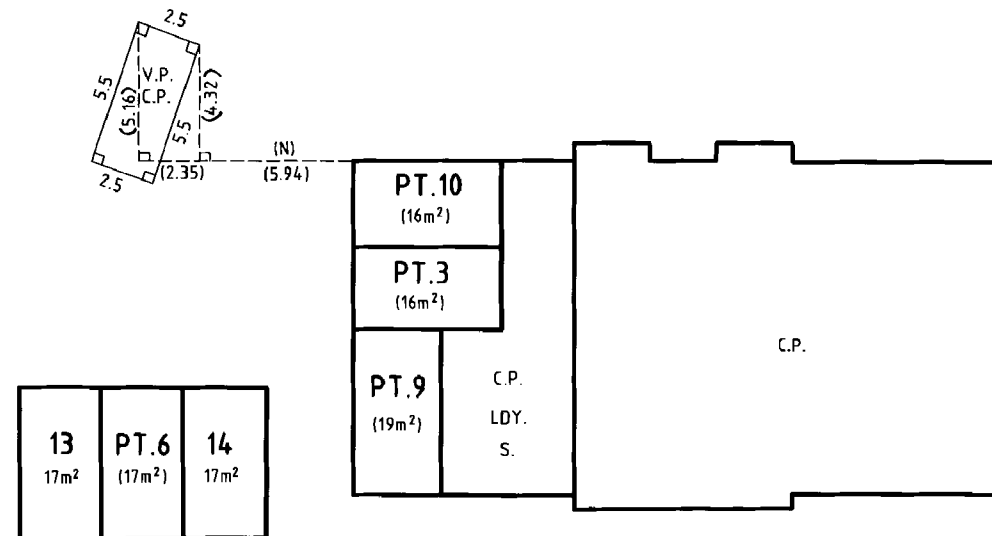 2.5
V.P.
C.P.
5.5
(5.16)
5.5
(4.32)
2.5
(2.35)
(N)
(5.94)
PT.10
(16m²)
PT.3
(16m²)
PT.9
(19m²)
C.P.
LDY.
S.
C.P.
13
17m²
PT.6
(17m²)
14
17m²